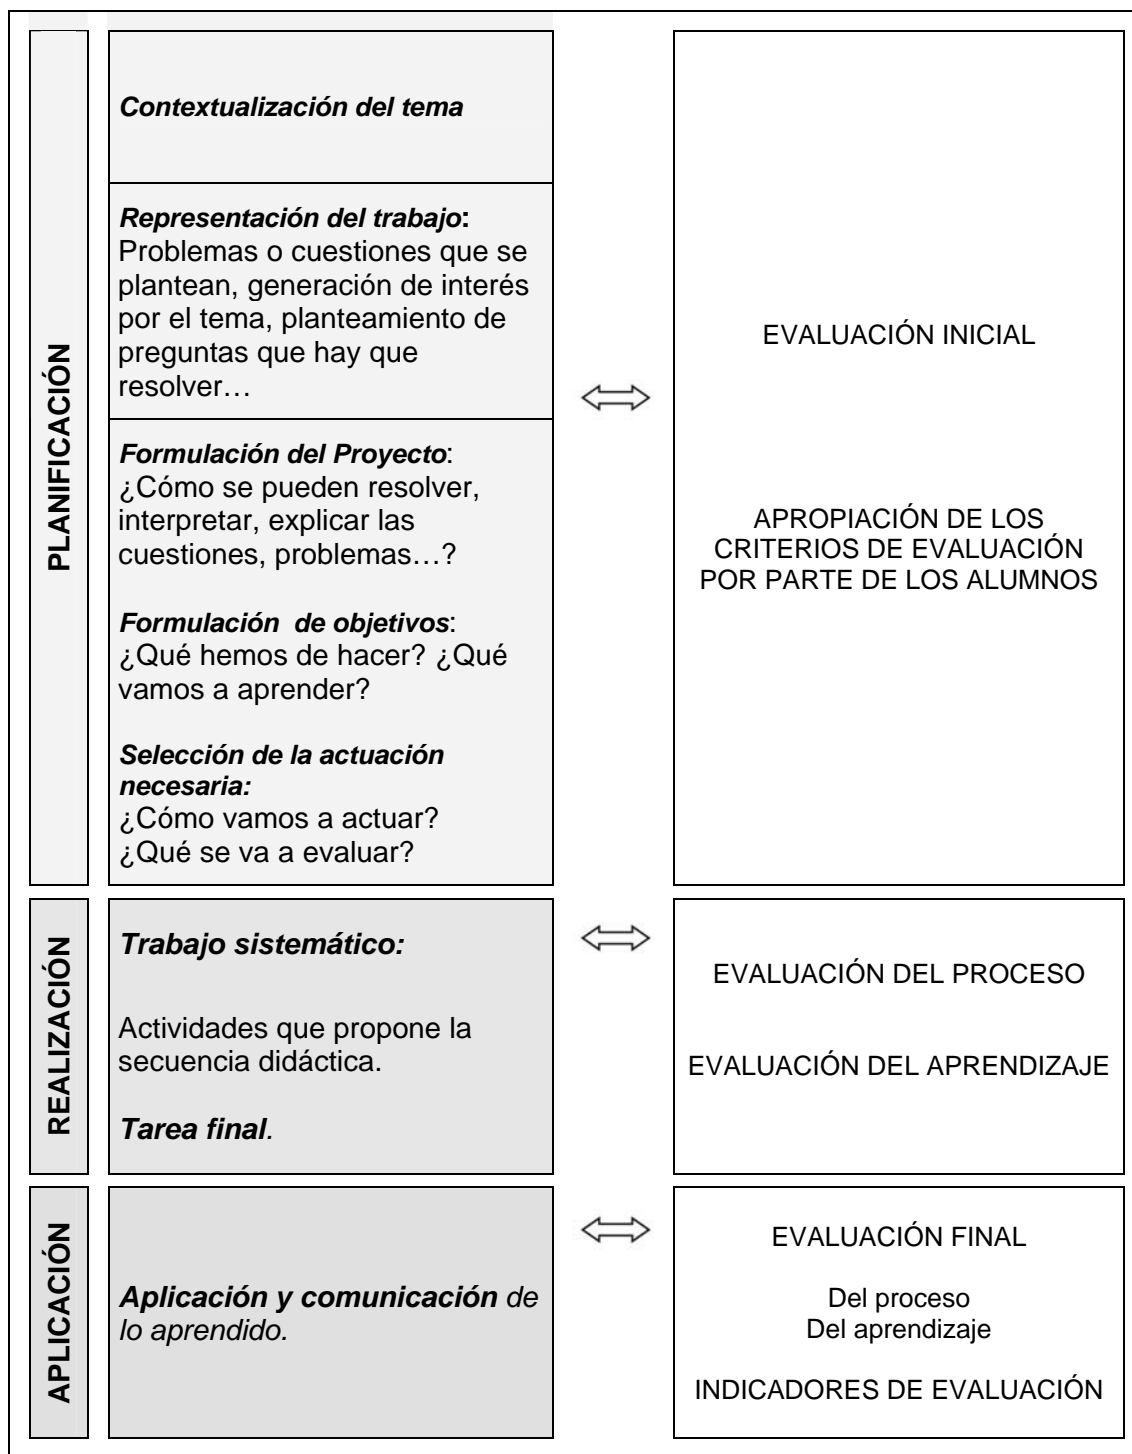 PLANIFICACIÓN
Contextualización del tema
Representación del trabajo:
Problemas o cuestiones que se
plantean, generación de interés
por el tema, planteamiento de
preguntas que hay que
resolver…
Formulación del Proyecto:
¿Cómo se pueden resolver,
interpretar, explicar las
cuestiones, problemas…?
Formulación de objetivos:
¿Qué hemos de hacer? ¿Qué
vamos a aprender?
Selección de la actuación
necesaria:
¿Cómo vamos a actuar?
¿Qué se va a evaluar?
EVALUACIÓN INICIAL
APROPIACIÓN DE LOS
CRITERIOS DE EVALUACIÓN
POR PARTE DE LOS ALUMNOS
REALIZACIÓN
Trabajo sistemático:
Actividades que propone la
secuencia didáctica.
Tarea final.
EVALUACIÓN DEL PROCESO
EVALUACIÓN DEL APRENDIZAJE
APLICACIÓN
Aplicación y comunicación de
lo aprendido.
EVALUACIÓN FINAL
Del proceso
Del aprendizaje
INDICADORES DE EVALUACIÓN